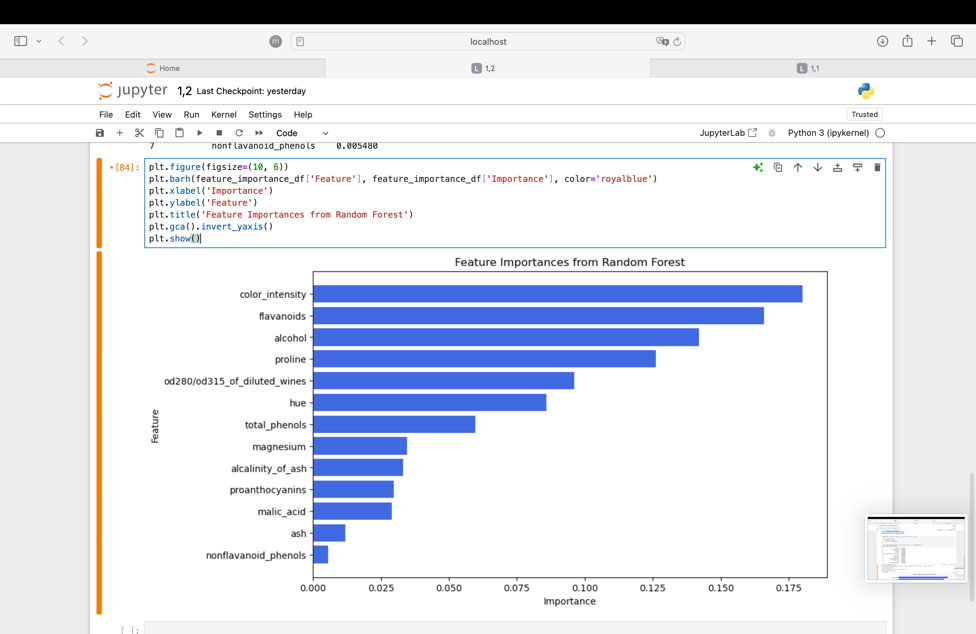 m
localhost
Home
L 1,2
L 1,1
jupyter 1,2 Last Checkpoint: yesterday
File Edit View Run Kernel Settings Help
Trusted
Code
JupyterLab
Python 3 (ipykernel)
7 nonflavanoid_phenols 0.005480
[84]:
plt.figure(figsize=(10, 6))
plt.barh(feature_importance_df['Feature'], feature_importance_df['Importance'], color='royalblue')
plt.xlabel('Importance')
plt.ylabel('Feature')
plt.title('Feature Importances from Random Forest')
plt.gca().invert_yaxis()
plt.show()
Feature Importances from Random Forest
color_intensity
flavanoids
alcohol
proline
od280/od315_of_diluted_wines
hue
total_phenols
magnesium
alcalinity_of_ash
proanthocyanins
malic_acid
ash
nonflavanoid_phenols
Feature
0.000 0.025 0.050 0.075 0.100 0.125 0.150 0.175
Importance
[ ]: